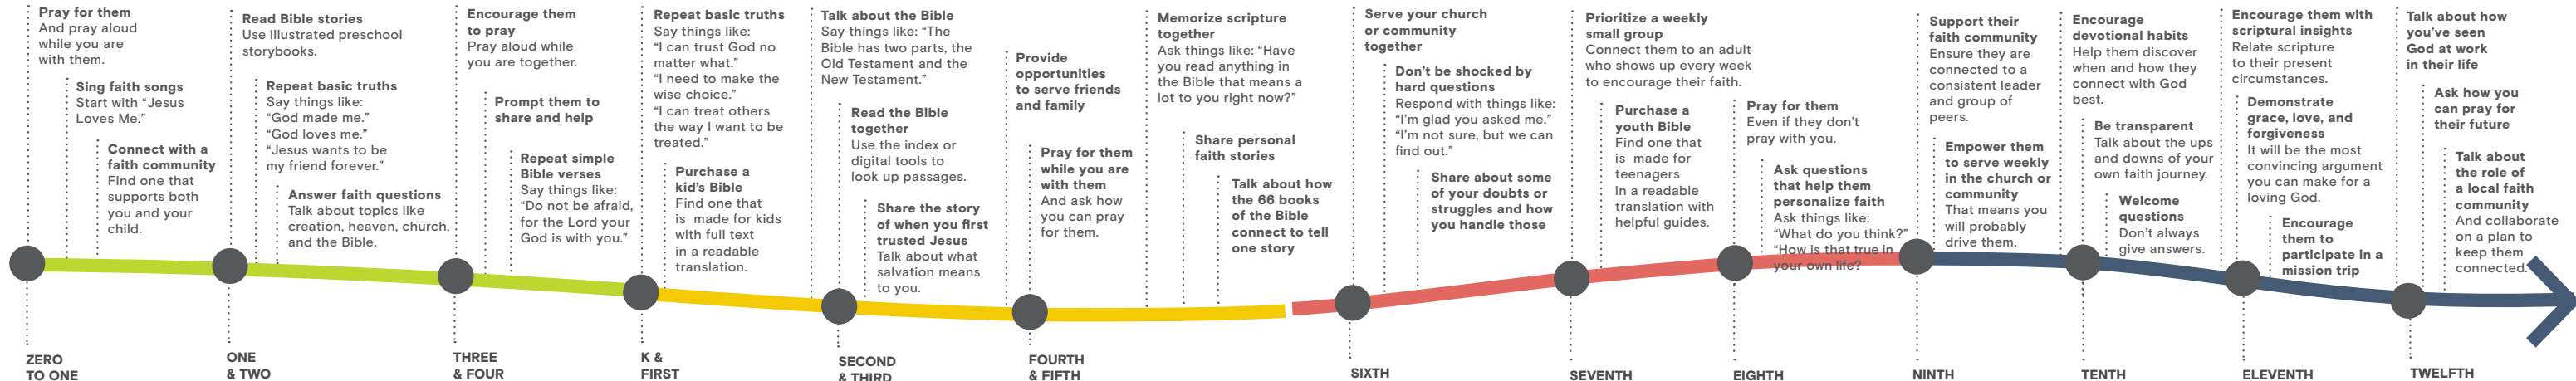 Pray for them
And pray aloud
while you are
with them.
Sing faith songs
Start with “Jesus
Loves Me.”
Connect with a
faith community
Find one that
supports both
you and your
child.
ZERO
TO ONE
Read Bible stories
Use illustrated preschool
storybooks.
Repeat basic truths
Say things like:
“God made me.”
“God loves me.”
“Jesus wants to be
my friend forever.”
Answer faith questions
Talk about topics like
creation, heaven, church,
and the Bible.
ONE
& TWO
Encourage them
to pray
Pray aloud while
you are together.
Prompt them to
share and help
Repeat simple
Bible verses
Say things like:
“Do not be afraid,
for the Lord your
God is with you.”
THREE
& FOUR
Repeat basic truths
Say things like:
“I can trust God no
matter what.”
“I need to make the
wise choice.”
“I can treat others
the way I want to be
treated.”
Purchase a
kid’s Bible
Find one that
is made for kids
with full text
in a readable
translation.
K &
FIRST
Talk about the Bible
Say things like: “The
Bible has two parts, the
Old Testament and the
New Testament.”
Read the Bible
together
Use the index or
digital tools to
look up passages.
Share the story
of when you first
trusted Jesus
Talk about what
salvation means
to you.
SECOND
& THIRD
Provide
opportunities
to serve friends
and family
Pray for them
while you are
with them
And ask how
you can pray
for them.
FOURTH
& FIFTH
Memorize scripture
together
Ask things like: “Have
you read anything in
the Bible that means a
lot to you right now?”
Share personal
faith stories
Talk about how
the 66 books
of the Bible
connect to tell
one story
Serve your church
or community
together
Don’t be shocked by
hard questions
Respond with things like:
“I’m glad you asked me.”
“I’m not sure, but we can
find out.”
Share about some
of your doubts or
struggles and how
you handle those
SIXTH
Prioritize a weekly
small group
Connect them to an adult
who shows up every week
to encourage their faith.
Purchase a
youth Bible
Find one that
is made for
teenagers
in a readable
translation with
helpful guides.
SEVENTH
Pray for them
Even if they don’t
pray with you.
Ask questions
that help them
personalize faith
Ask things like:
“What do you think?”
“How is that true in
your own life?
EIGHTH
Support their
faith community
Ensure they are
connected to a
consistent leader
and group of
peers.
Empower them
to serve weekly
in the church or
community
That means you
will probably
drive them.
NINTH
Encourage
devotional habits
Help them discover
when and how they
connect with God
best.
Be transparent
Talk about the ups
and downs of your
own faith journey.
Welcome
questions
Don’t always
give answers.
TENTH
Encourage them with
scriptural insights
Relate scripture
to their present
circumstances.
Demonstrate
grace, love, and
forgiveness
It will be the most
convincing argument
you can make for a
loving God.
Encourage
them to
participate in a
mission trip
ELEVENTH
Talk about how
you’ve seen
God at work
in their life
Ask how you
can pray for
their future
Talk about
the role of
a local faith
community
And collaborate
on a plan to
keep them
connected.
TWELFTH